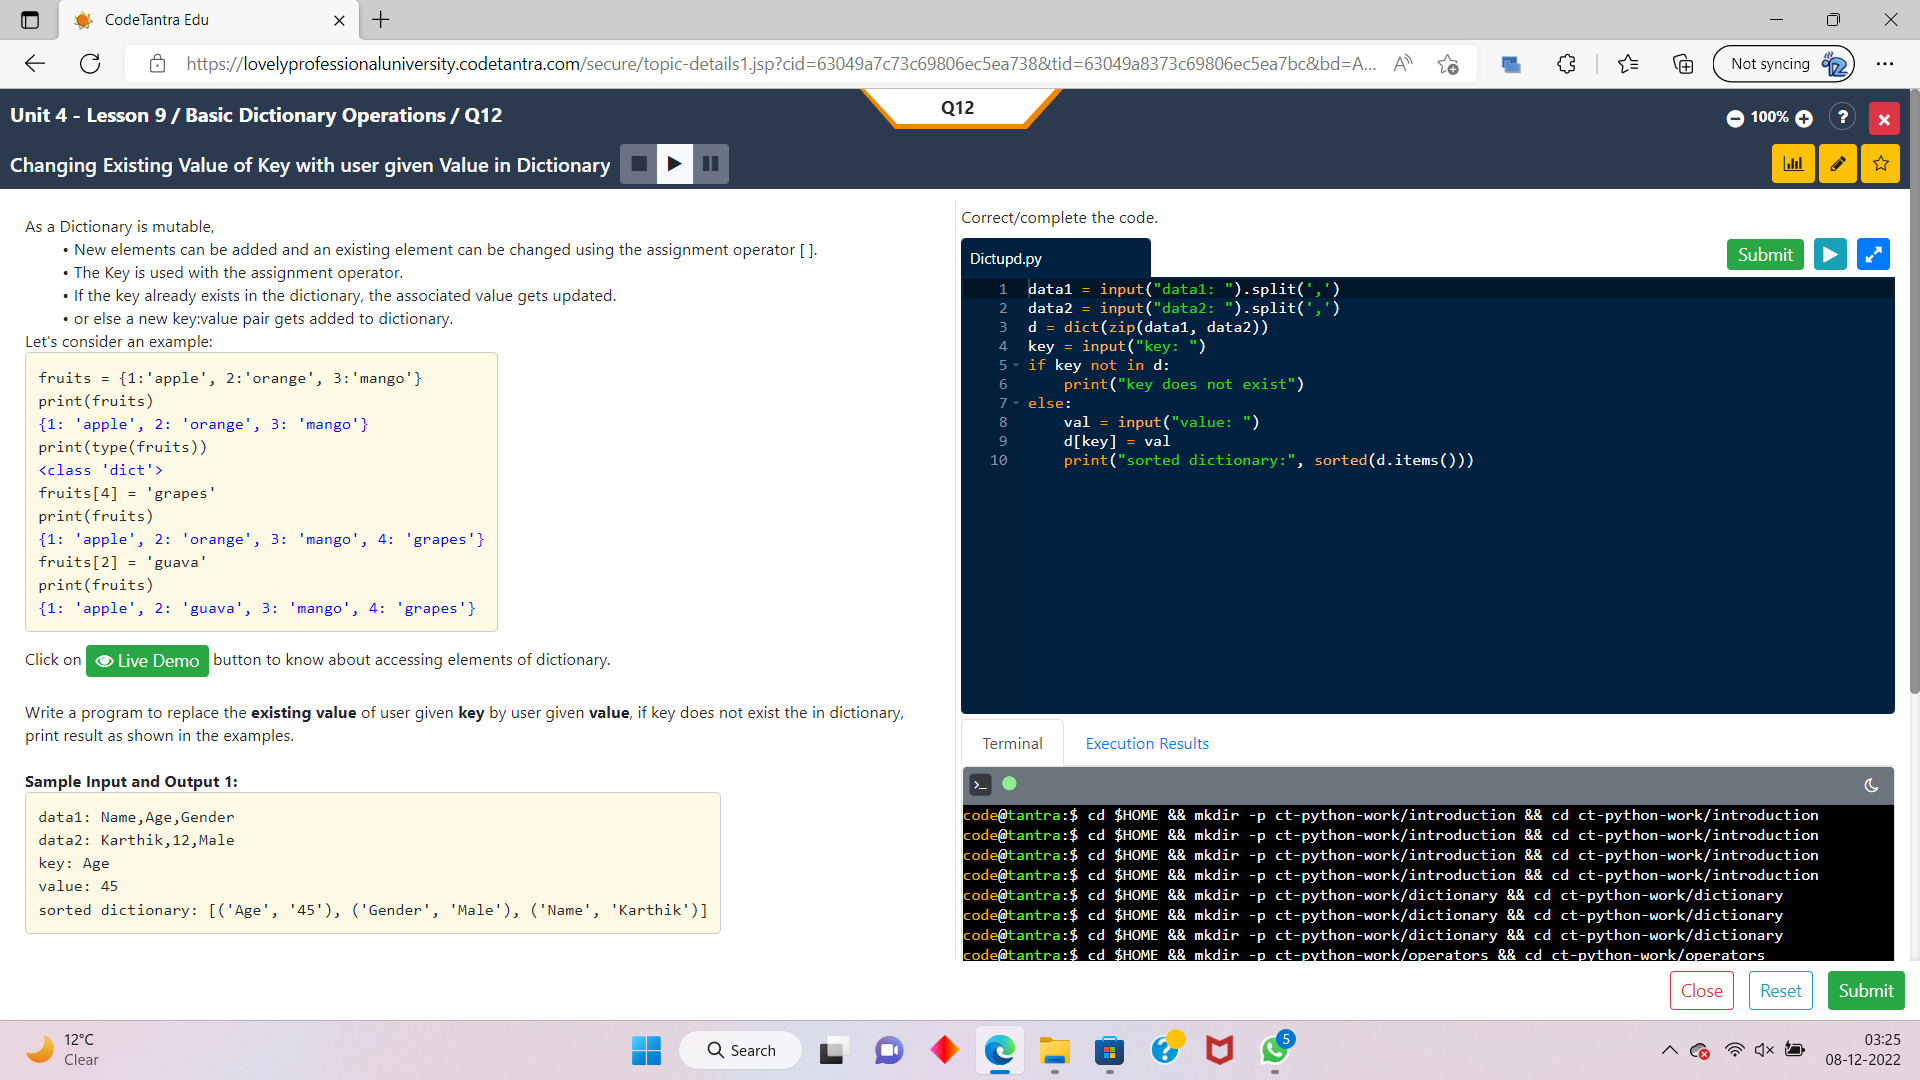 CodeTantra Edu
https://lovelyprofessionaluniversity.codetantra.com/secure/topic-details1.jsp?cid=63049a7c73c69806ec5ea738&tid=63049a8373c69806ec5ea7bc&bd=A...
Not syncing
Unit 4 - Lesson 9 / Basic Dictionary Operations / Q12
Q12
100%
?
Changing Existing Value of Key with user given Value in Dictionary
As a Dictionary is mutable,
• New elements can be added and an existing element can be changed using the assignment operator [ ].
• The Key is used with the assignment operator.
• If the key already exists in the dictionary, the associated value gets updated.
• or else a new key:value pair gets added to dictionary.
Let's consider an example:
fruits = {1:'apple', 2:'orange', 3:'mango'}
print(fruits)
{1: 'apple', 2: 'orange', 3: 'mango'}
print(type(fruits))
<class 'dict'>
fruits[4] = 'grapes'
print(fruits)
{1: 'apple', 2: 'orange', 3: 'mango', 4: 'grapes'}
fruits[2] = 'guava'
print(fruits)
{1: 'apple', 2: 'guava', 3: 'mango', 4: 'grapes'}
Click on Live Demo button to know about accessing elements of dictionary.
Write a program to replace the existing value of user given key by user given value, if key does not exist the in dictionary,
print result as shown in the examples.
Sample Input and Output 1:
data1: Name,Age,Gender
data2: Karthik,12,Male
key: Age
value: 45
sorted dictionary: [('Age', '45'), ('Gender', 'Male'), ('Name', 'Karthik')]
Correct/complete the code.
Dictupd.py
Submit
1 data1 = input("data1: ").split(',')
2 data2 = input("data2: ").split(',')
3 d = dict(zip(data1, data2))
4 key = input("key: ")
5 if key not in d:
6 print("key does not exist")
7 else:
8 val = input("value: ")
9 d[key] = val
10 print("sorted dictionary:", sorted(d.items()))
Terminal
Execution Results
code@tantra:$ cd $HOME && mkdir -p ct-python-work/introduction && cd ct-python-work/introduction
code@tantra:$ cd $HOME && mkdir -p ct-python-work/introduction && cd ct-python-work/introduction
code@tantra:$ cd $HOME && mkdir -p ct-python-work/introduction && cd ct-python-work/introduction
code@tantra:$ cd $HOME && mkdir -p ct-python-work/introduction && cd ct-python-work/introduction
code@tantra:$ cd $HOME && mkdir -p ct-python-work/dictionary && cd ct-python-work/dictionary
code@tantra:$ cd $HOME && mkdir -p ct-python-work/dictionary && cd ct-python-work/dictionary
code@tantra:$ cd $HOME && mkdir -p ct-python-work/dictionary && cd ct-python-work/dictionary
code@tantra:$ cd $HOME && mkdir -p ct-python-work/operators && cd ct-python-work/operators
Close
Reset
Submit
12°C
Clear
Search
5
03:25
08-12-2022